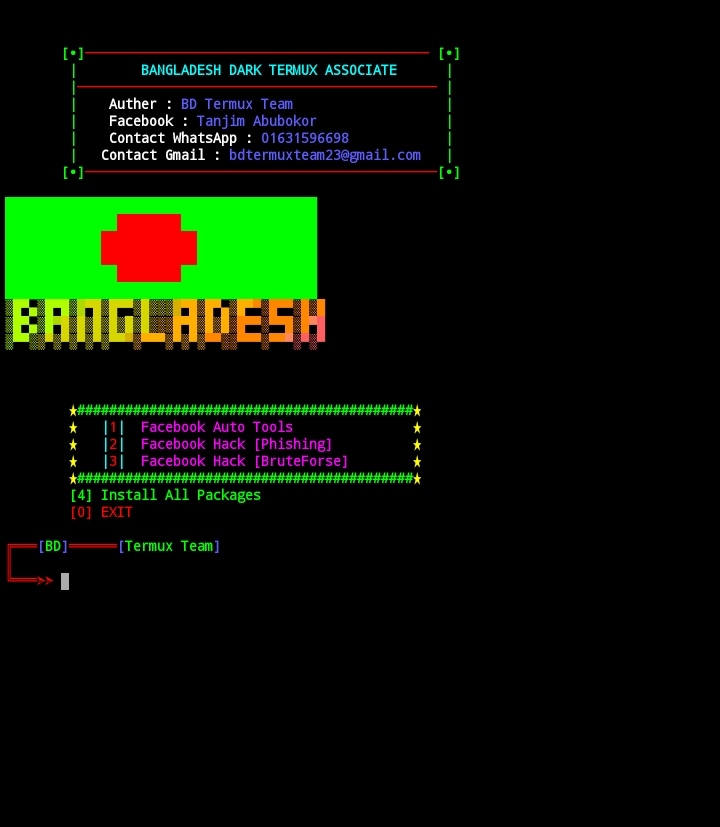 [•]                                              [•]
BANGLADESH DARK TERMUX ASSOCIATE
Auther : BD Termux Team
Facebook : Tanjim Abubokor
Contact WhatsApp : 01631596698
Contact Gmail : bdtermuxteam23@gmail.com
[•]                                              [•]
BANGLADESH
★##########################################★
★ |1| Facebook Auto Tools ★
★ |2| Facebook Hack [Phishing] ★
★ |3| Facebook Hack [BruteForse] ★
★##########################################★
[4] Install All Packages
[0] EXIT
[BD] [Termux Team]
>>